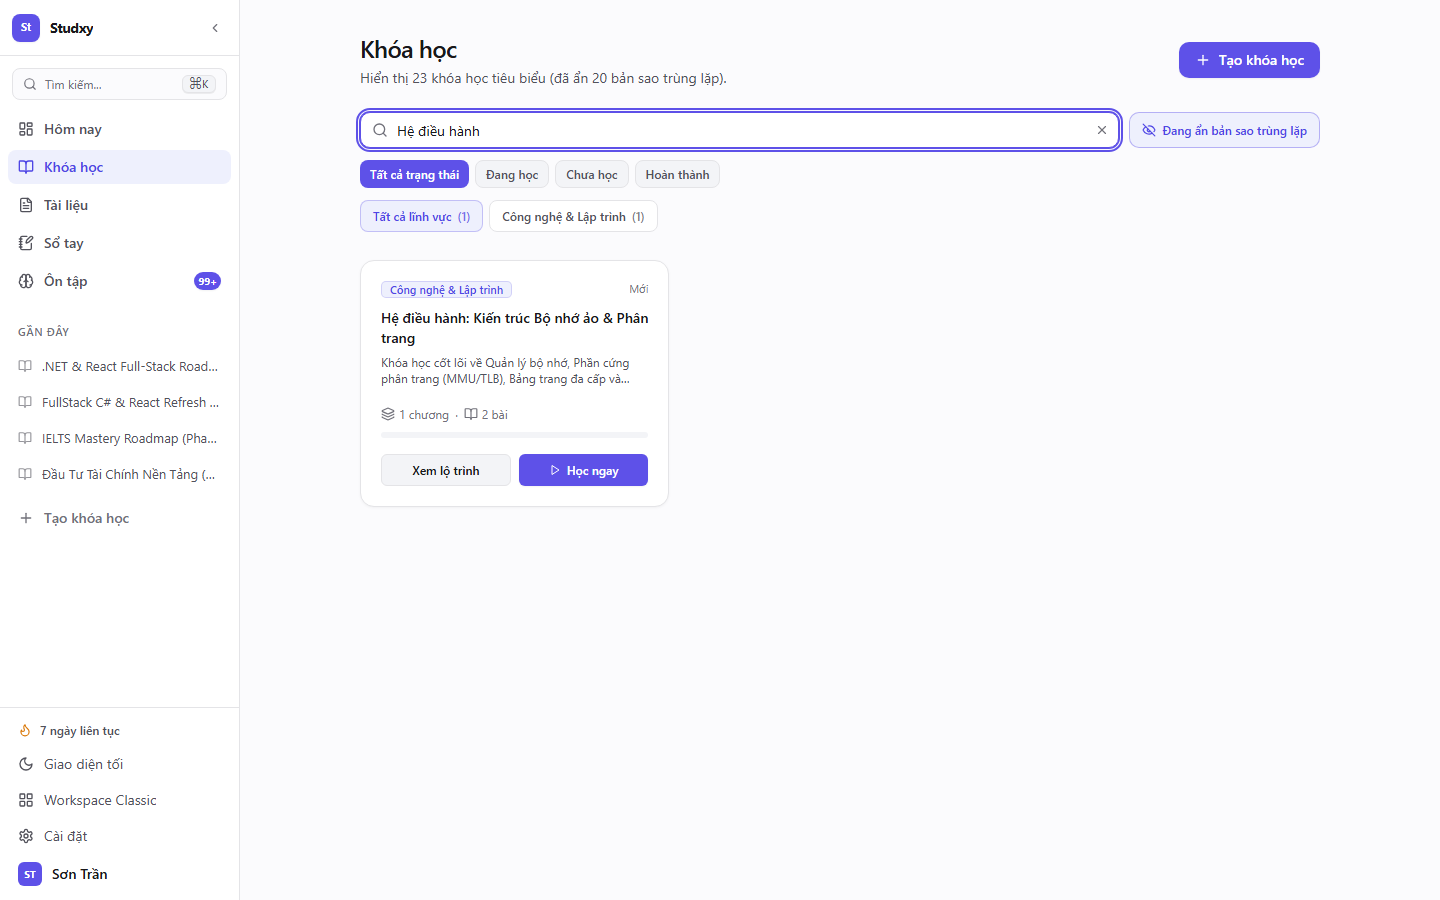 St Studxy
Tìm kiếm... ⌘K
Hôm nay
Khóa học
Tài liệu
Sổ tay
Ôn tập 99+
GẦN ĐÂY
.NET & React Full-Stack Road...
FullStack C# & React Refresh ...
IELTS Mastery Roadmap (Pha...
Đầu Tư Tài Chính Nền Tảng (...
Tạo khóa học
7 ngày liên tục
Giao diện tối
Workspace Classic
Cài đặt
ST Sơn Trần
Khóa học
Hiển thị 23 khóa học tiêu biểu (đã ẩn 20 bản sao trùng lặp).
Tạo khóa học
Hệ điều hành
Đang ẩn bản sao trùng lặp
Tất cả trạng thái Đang học Chưa học Hoàn thành
Tất cả lĩnh vực (1) Công nghệ & Lập trình (1)
Công nghệ & Lập trình Mới
Hệ điều hành: Kiến trúc Bộ nhớ ảo & Phân
trang
Khóa học cốt lõi về Quản lý bộ nhớ, Phần cứng
phân trang (MMU/TLB), Bảng trang đa cấp và...
1 chương · 2 bài
Xem lộ trình Học ngay